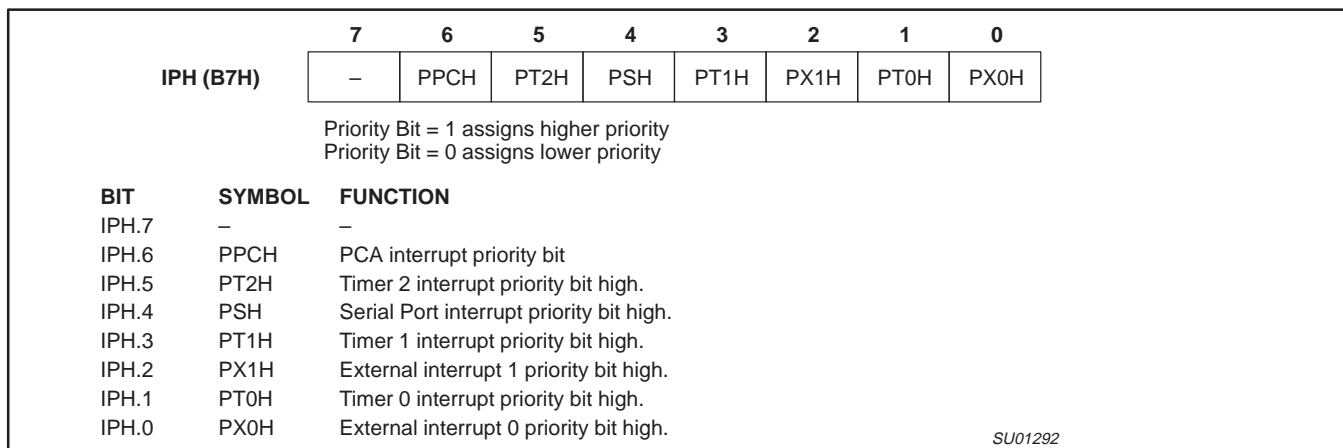 7 6 5 4 3 2 1 0
IPH (B7H) – PPCH PT2H PSH PT1H PX1H PT0H PX0H
Priority Bit = 1 assigns higher priority
Priority Bit = 0 assigns lower priority
BIT SYMBOL FUNCTION
IPH.7 – –
IPH.6 PPCH PCA interrupt priority bit
IPH.5 PT2H Timer 2 interrupt priority bit high.
IPH.4 PSH Serial Port interrupt priority bit high.
IPH.3 PT1H Timer 1 interrupt priority bit high.
IPH.2 PX1H External interrupt 1 priority bit high.
IPH.1 PT0H Timer 0 interrupt priority bit high.
IPH.0 PX0H External interrupt 0 priority bit high.
SU01292